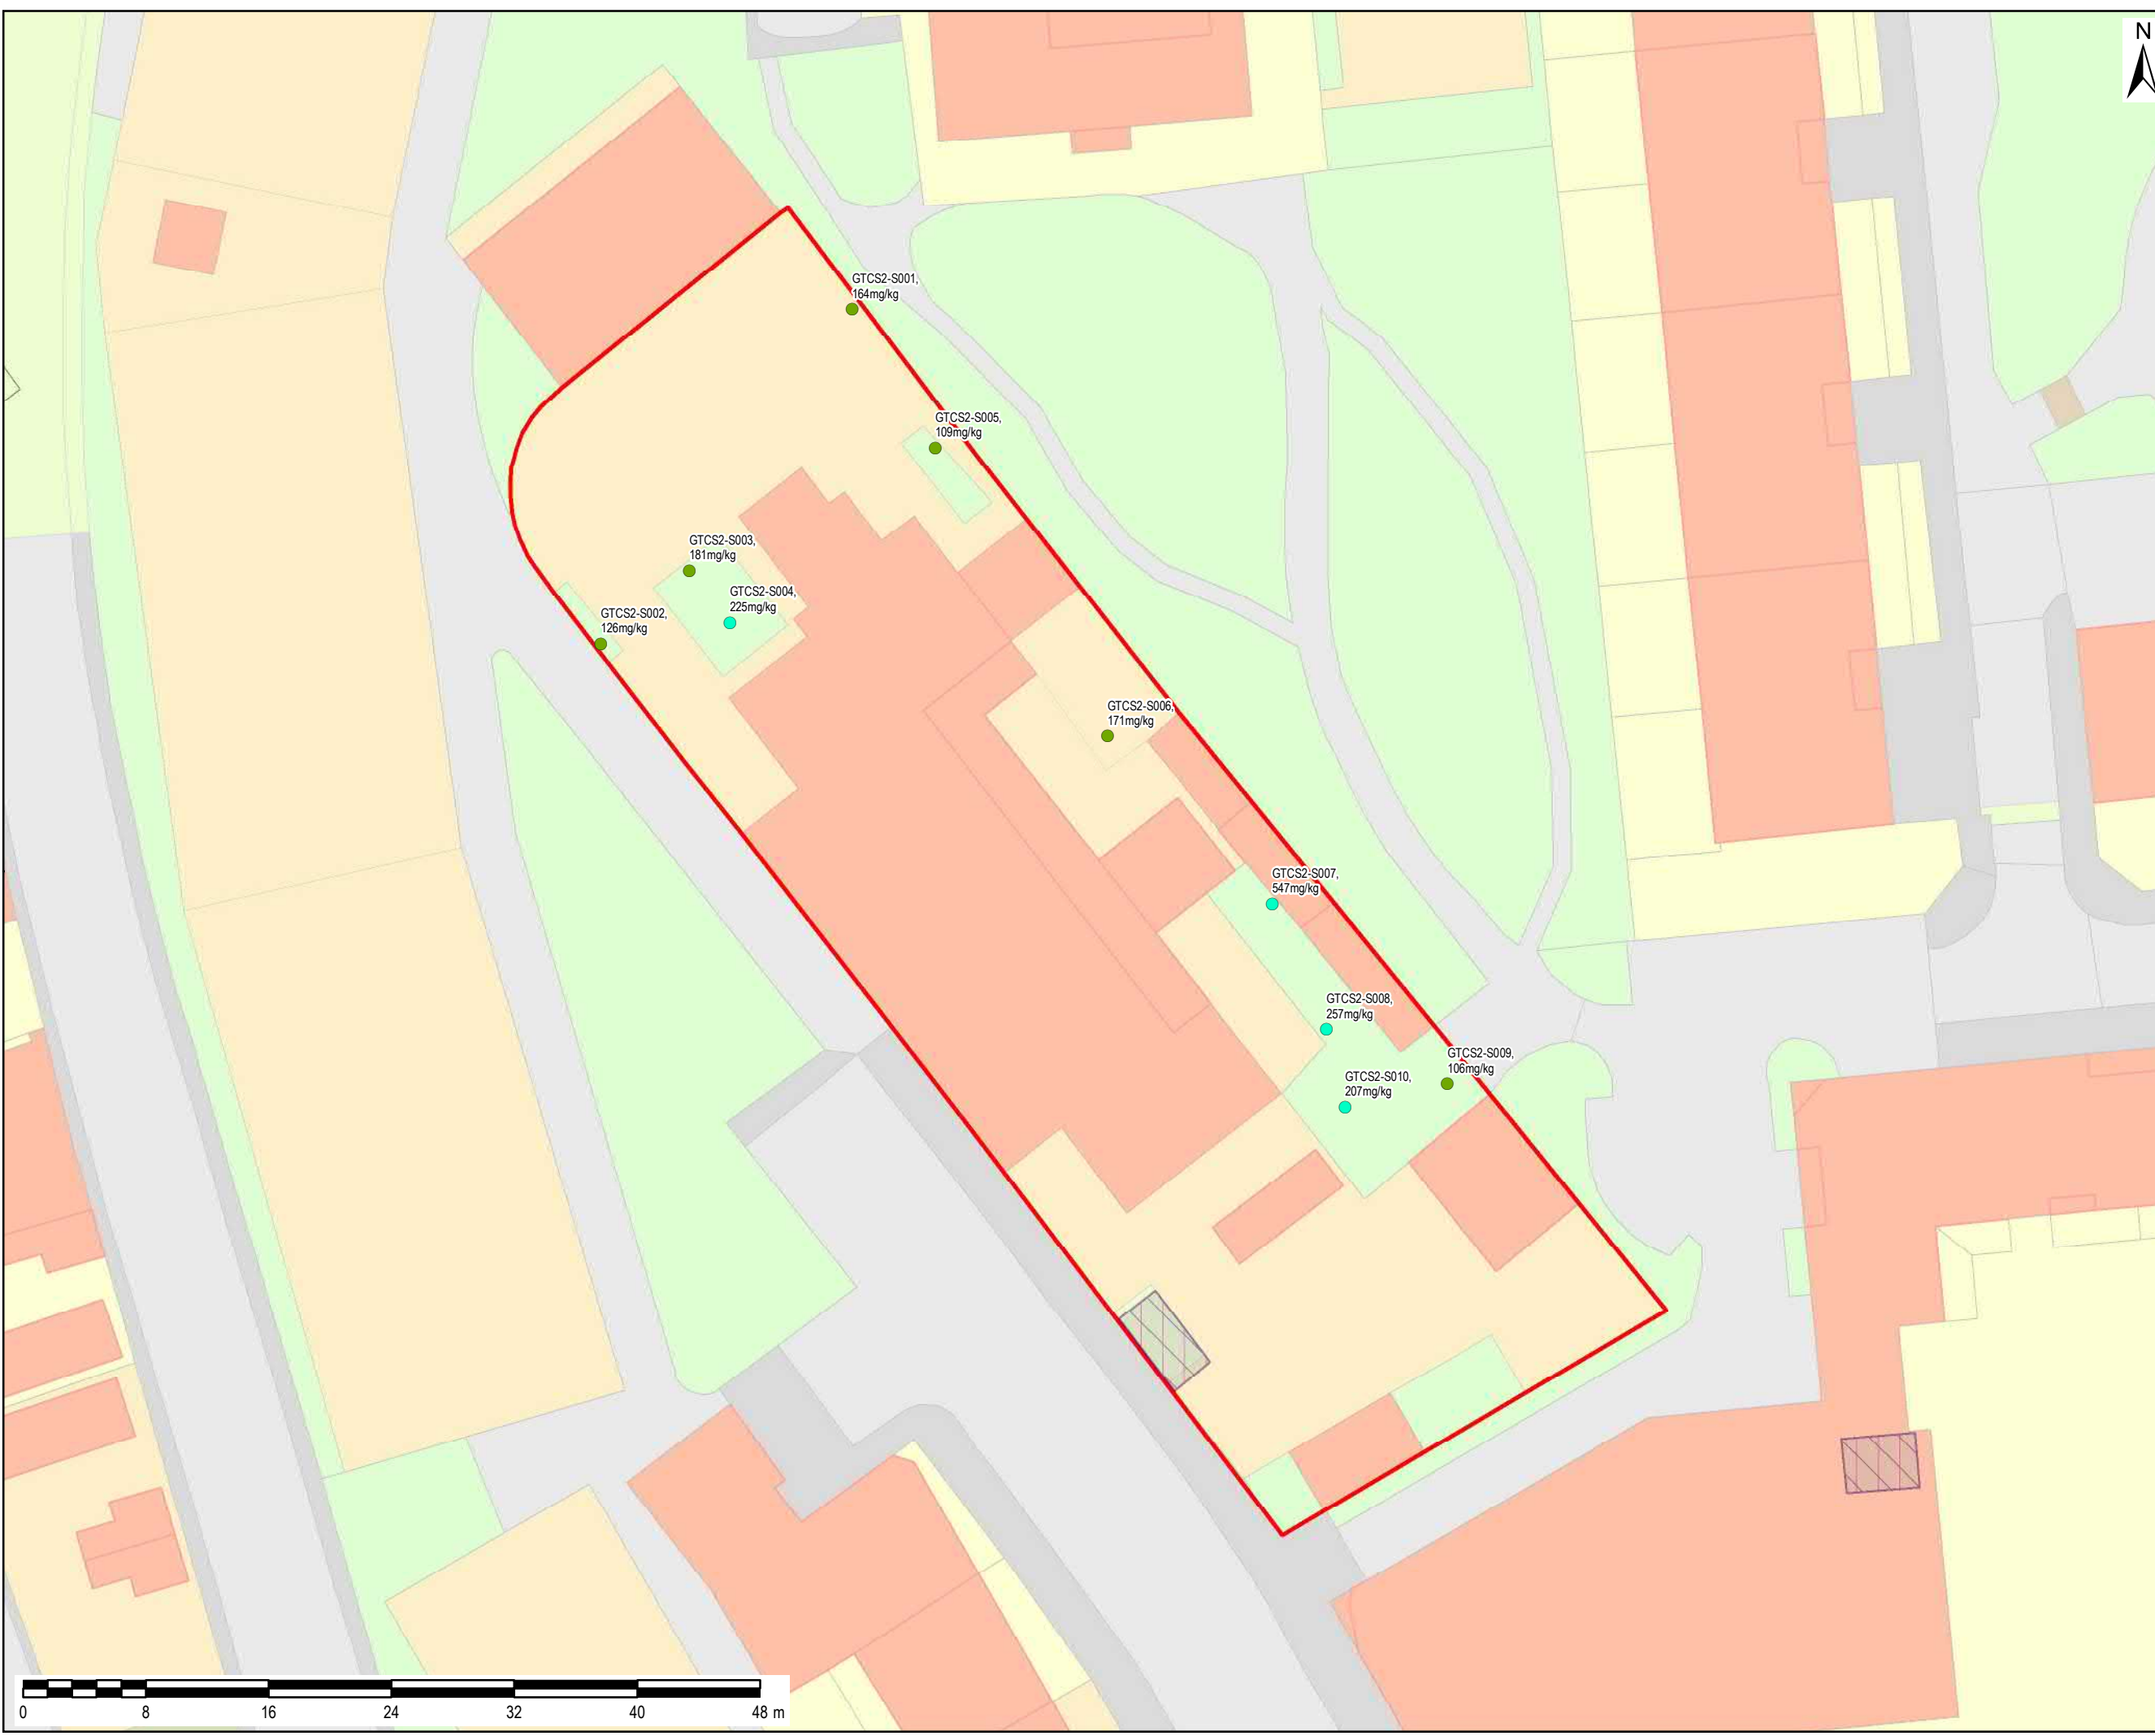 N
GTCS2-S001,
164mg/kg
GTCS2-S005,
109mg/kg
GTCS2-S003,
181mg/kg
GTCS2-S004,
225mg/kg
GTCS2-S002,
126mg/kg
GTCS2-S006,
171mg/kg
GTCS2-S007,
547mg/kg
GTCS2-S008,
257mg/kg
GTCS2-S009,
106mg/kg
GTCS2-S010,
207mg/kg
0 8 16 24 32 40 48 m